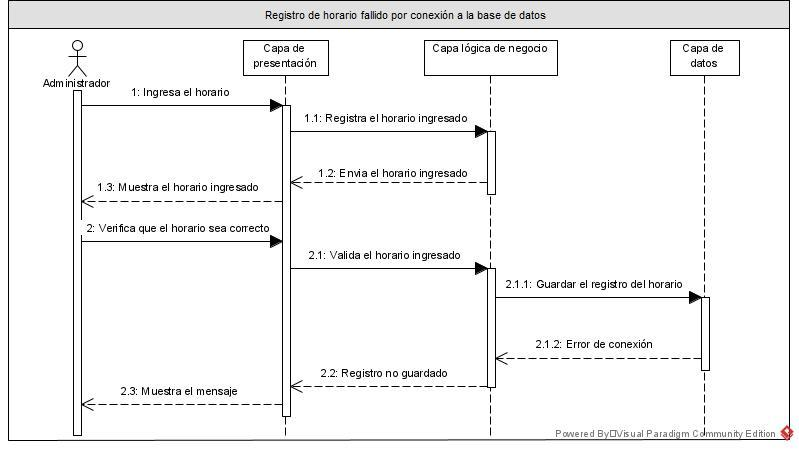 Registro de horario fallido por conexión a la base de datos
Administrador
Capa de
presentación
Capa lógica de negocio
Capa de
datos
1: Ingresa el horario
1.1: Registra el horario ingresado
1.2: Envia el horario ingresado
1.3: Muestra el horario ingresado
2: Verifica que el horario sea correcto
2.1: Valida el horario ingresado
2.1.1: Guardar el registro del horario
2.1.2: Error de conexión
2.2: Registro no guardado
2.3: Muestra el mensaje
Powered By Visual Paradigm Community Edition